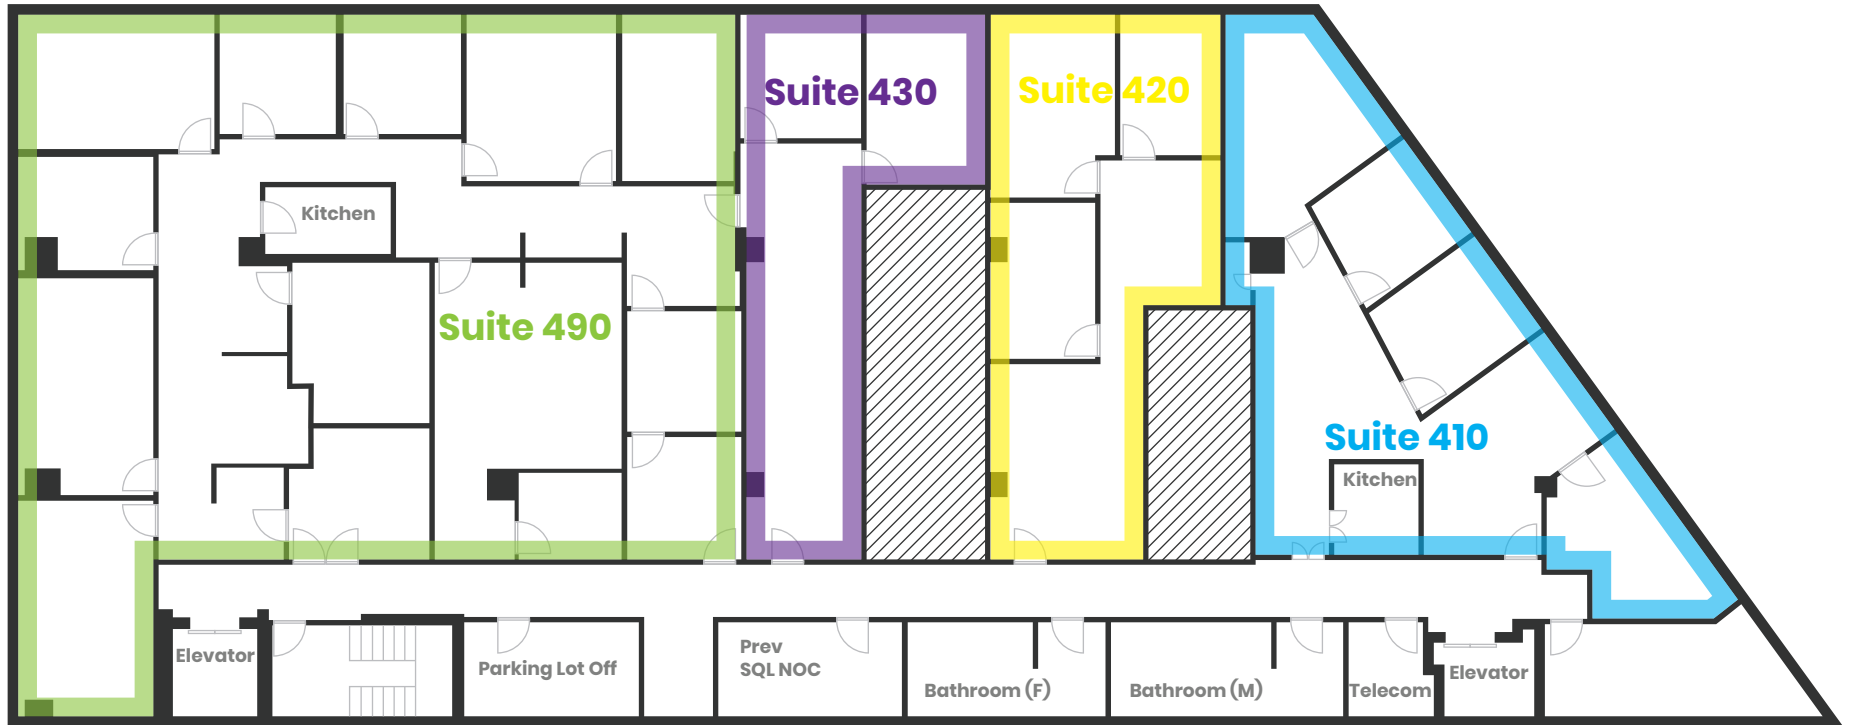 Suite 430
Suite 420
Kitchen
Suite 490
Suite 410
Kitchen
Elevator
Parking Lot Off
Prev
SQL NOC
Bathroom (F)
Bathroom (M)
Telecom
Elevator